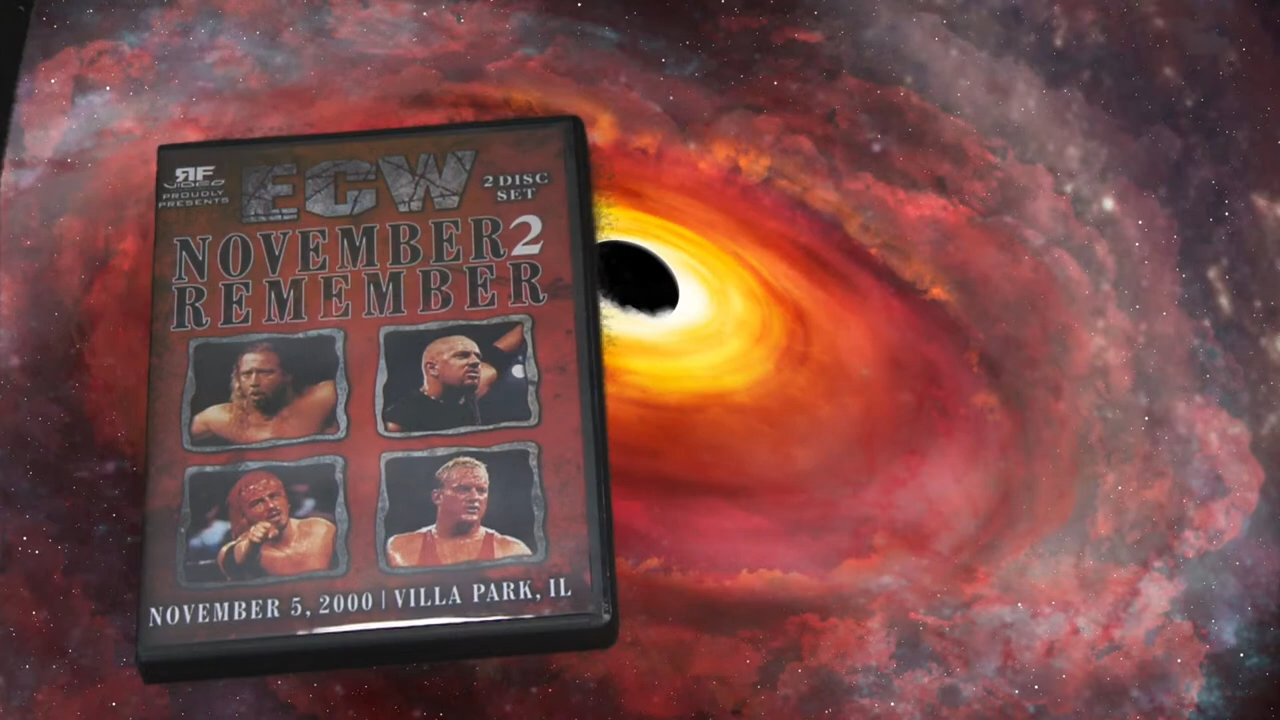 RF
VIDEO
PROUDLY
PRESENTS
ECW
2 DISC
SET
NOVEMBER 2
REMEMBER
NOVEMBER 5, 2000 | VILLA PARK, IL